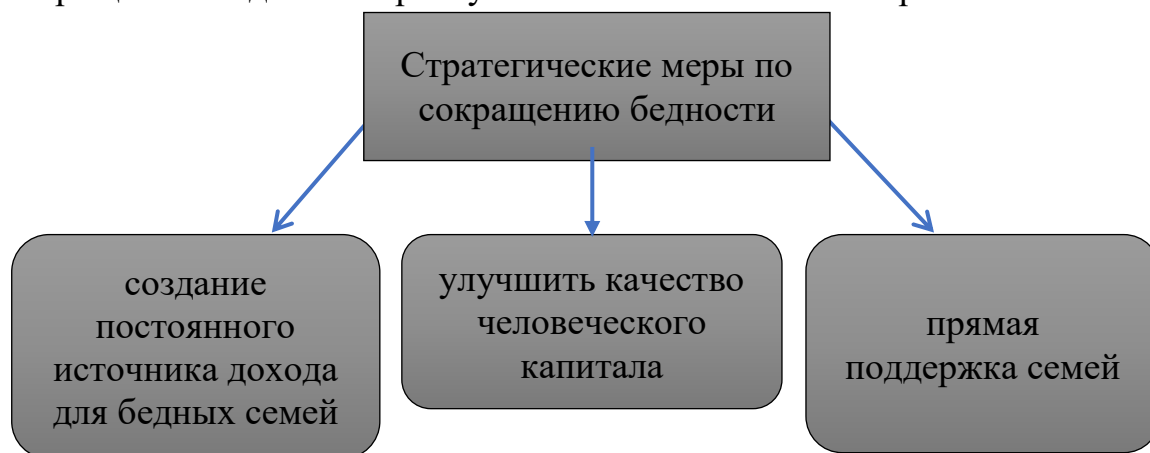 Стратегические меры по
сокращению бедности
создание
постоянного
источника дохода
для бедных семей
улучшить качество
человеческого
капитала
прямая
поддержка семей